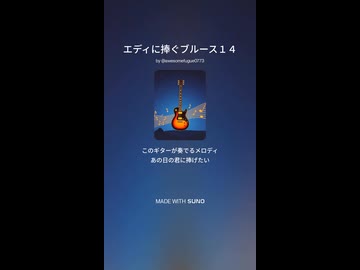 エディに捧ぐブルース１４
by @awesomefugue0773
このギターが奏でるメロディ
あの日の君に捧げたい
MADE WITH SUNO